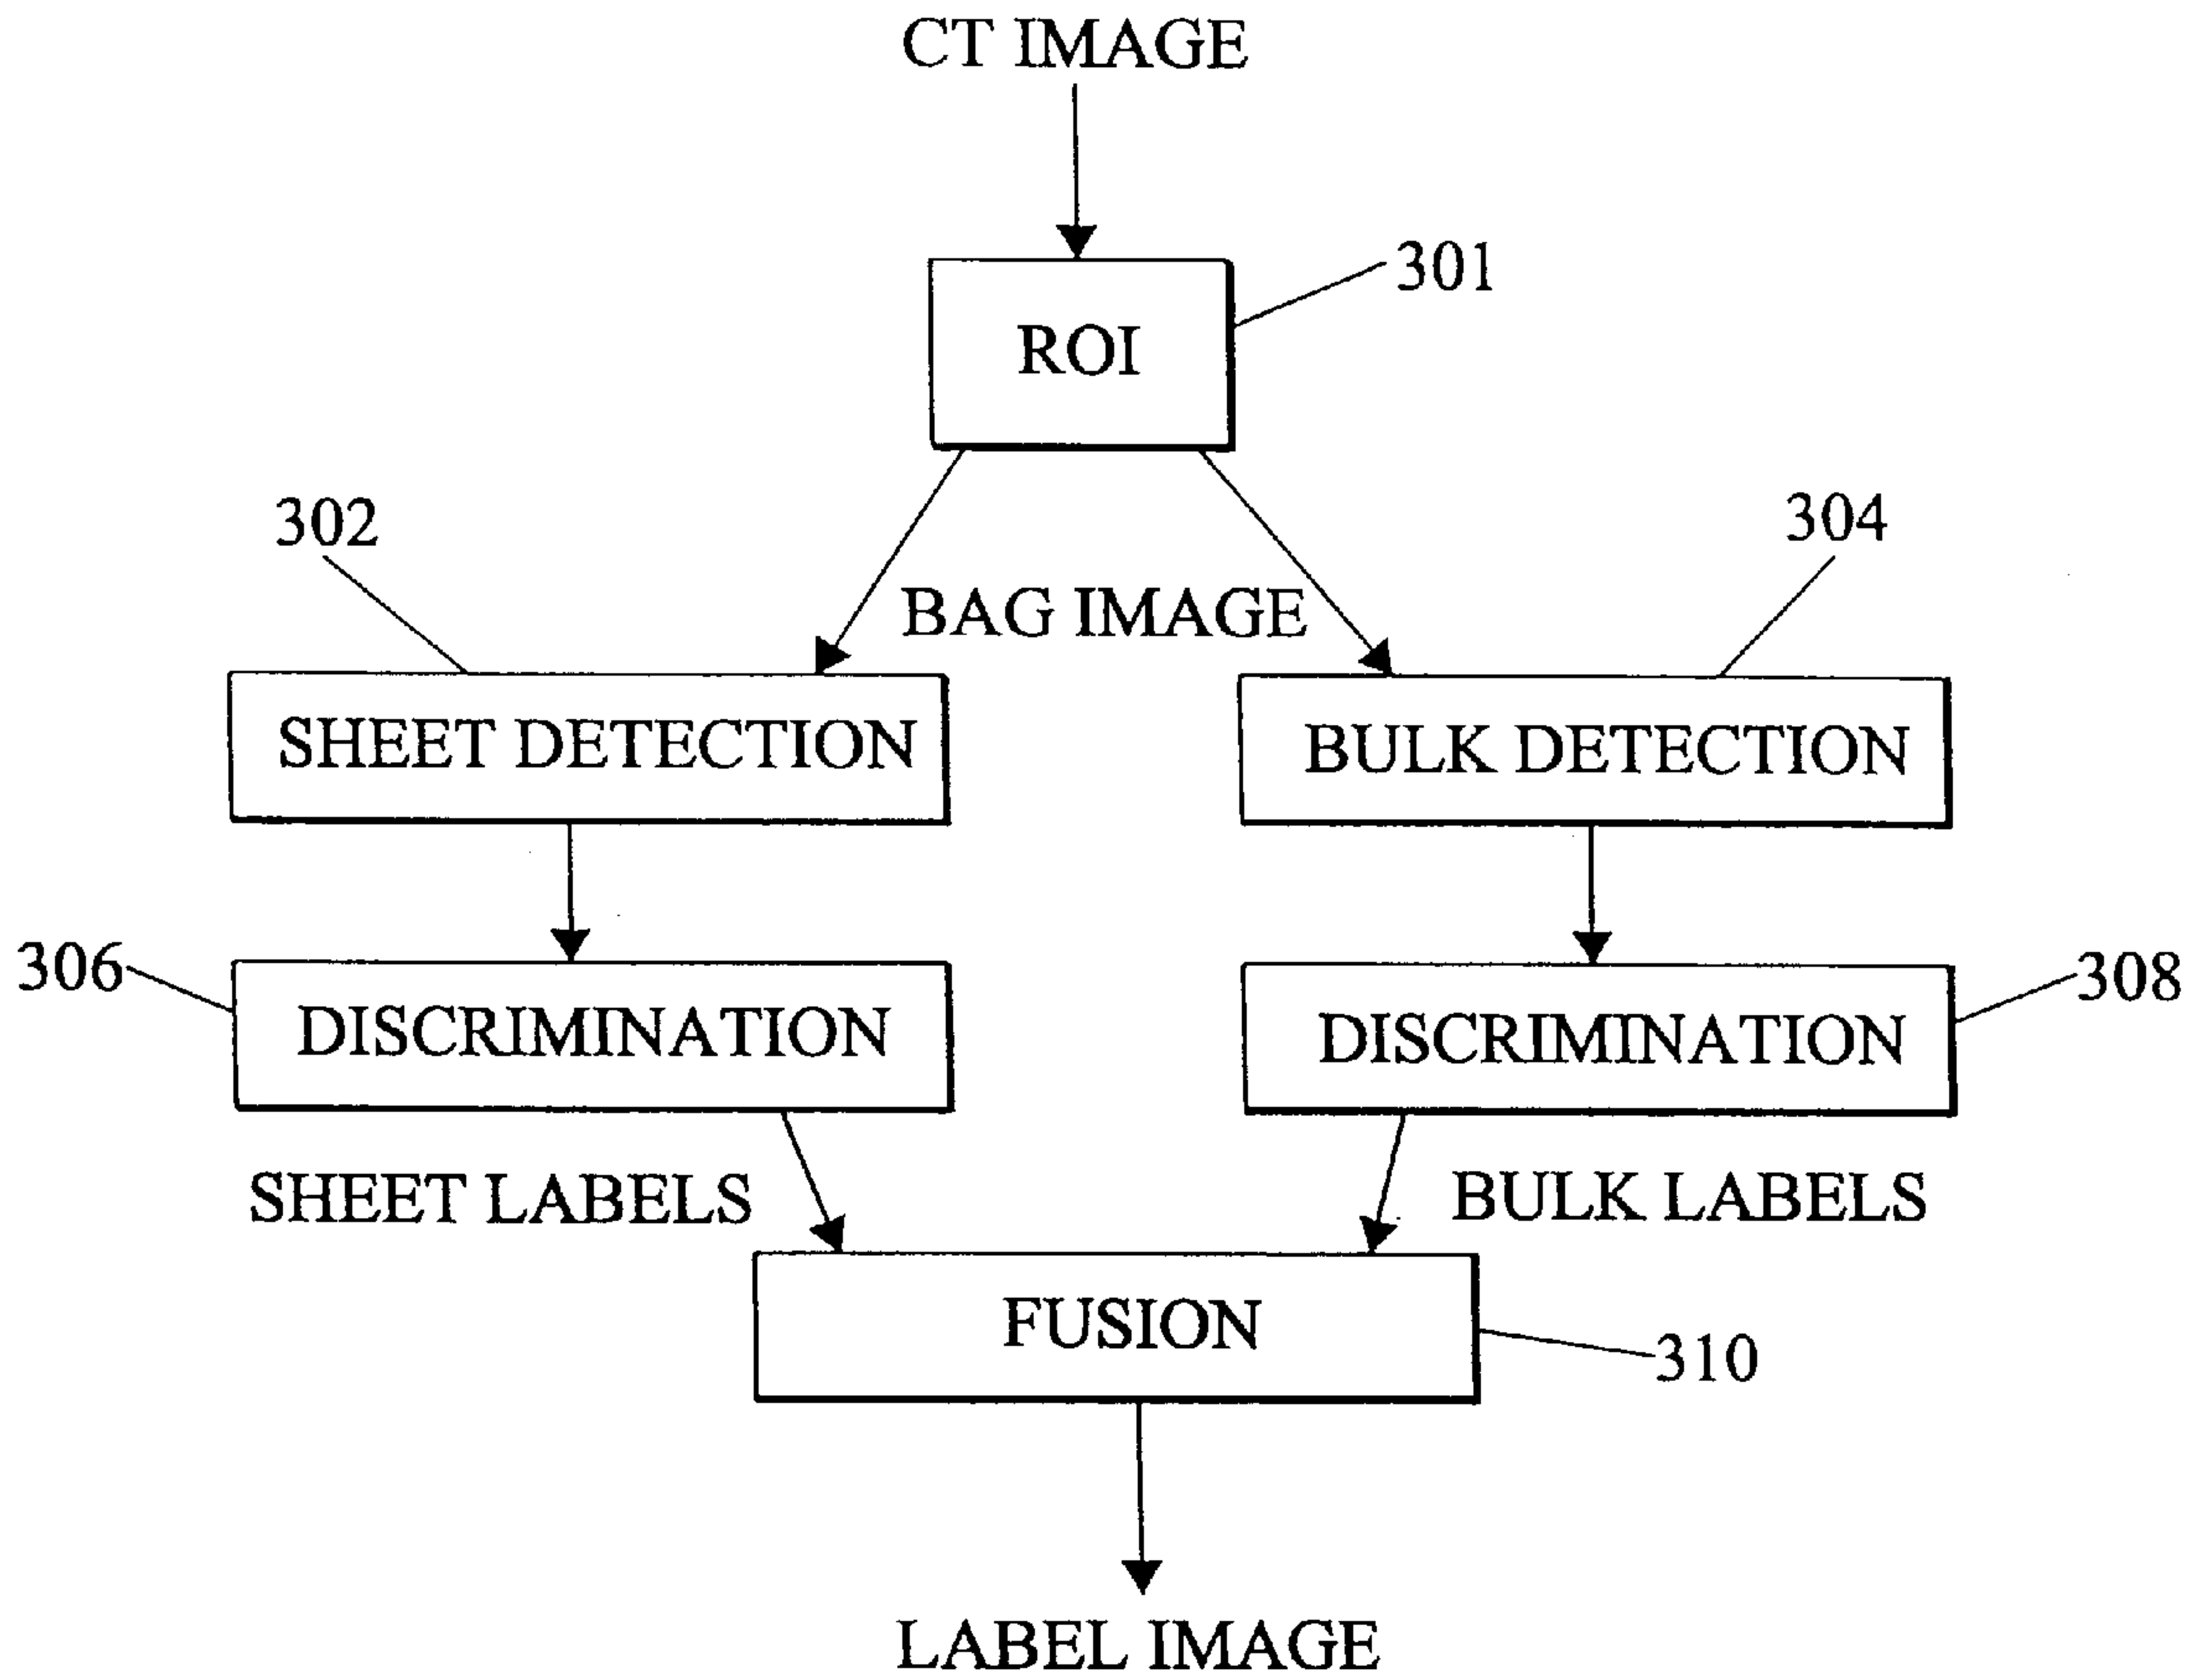 CT IMAGE
301
ROI
302
304
BAG IMAGE
SHEET DETECTION
BULK DETECTION
306
308
DISCRIMINATION
DISCRIMINATION
SHEET LABELS
BULK LABELS
FUSION
310
LABEL IMAGE